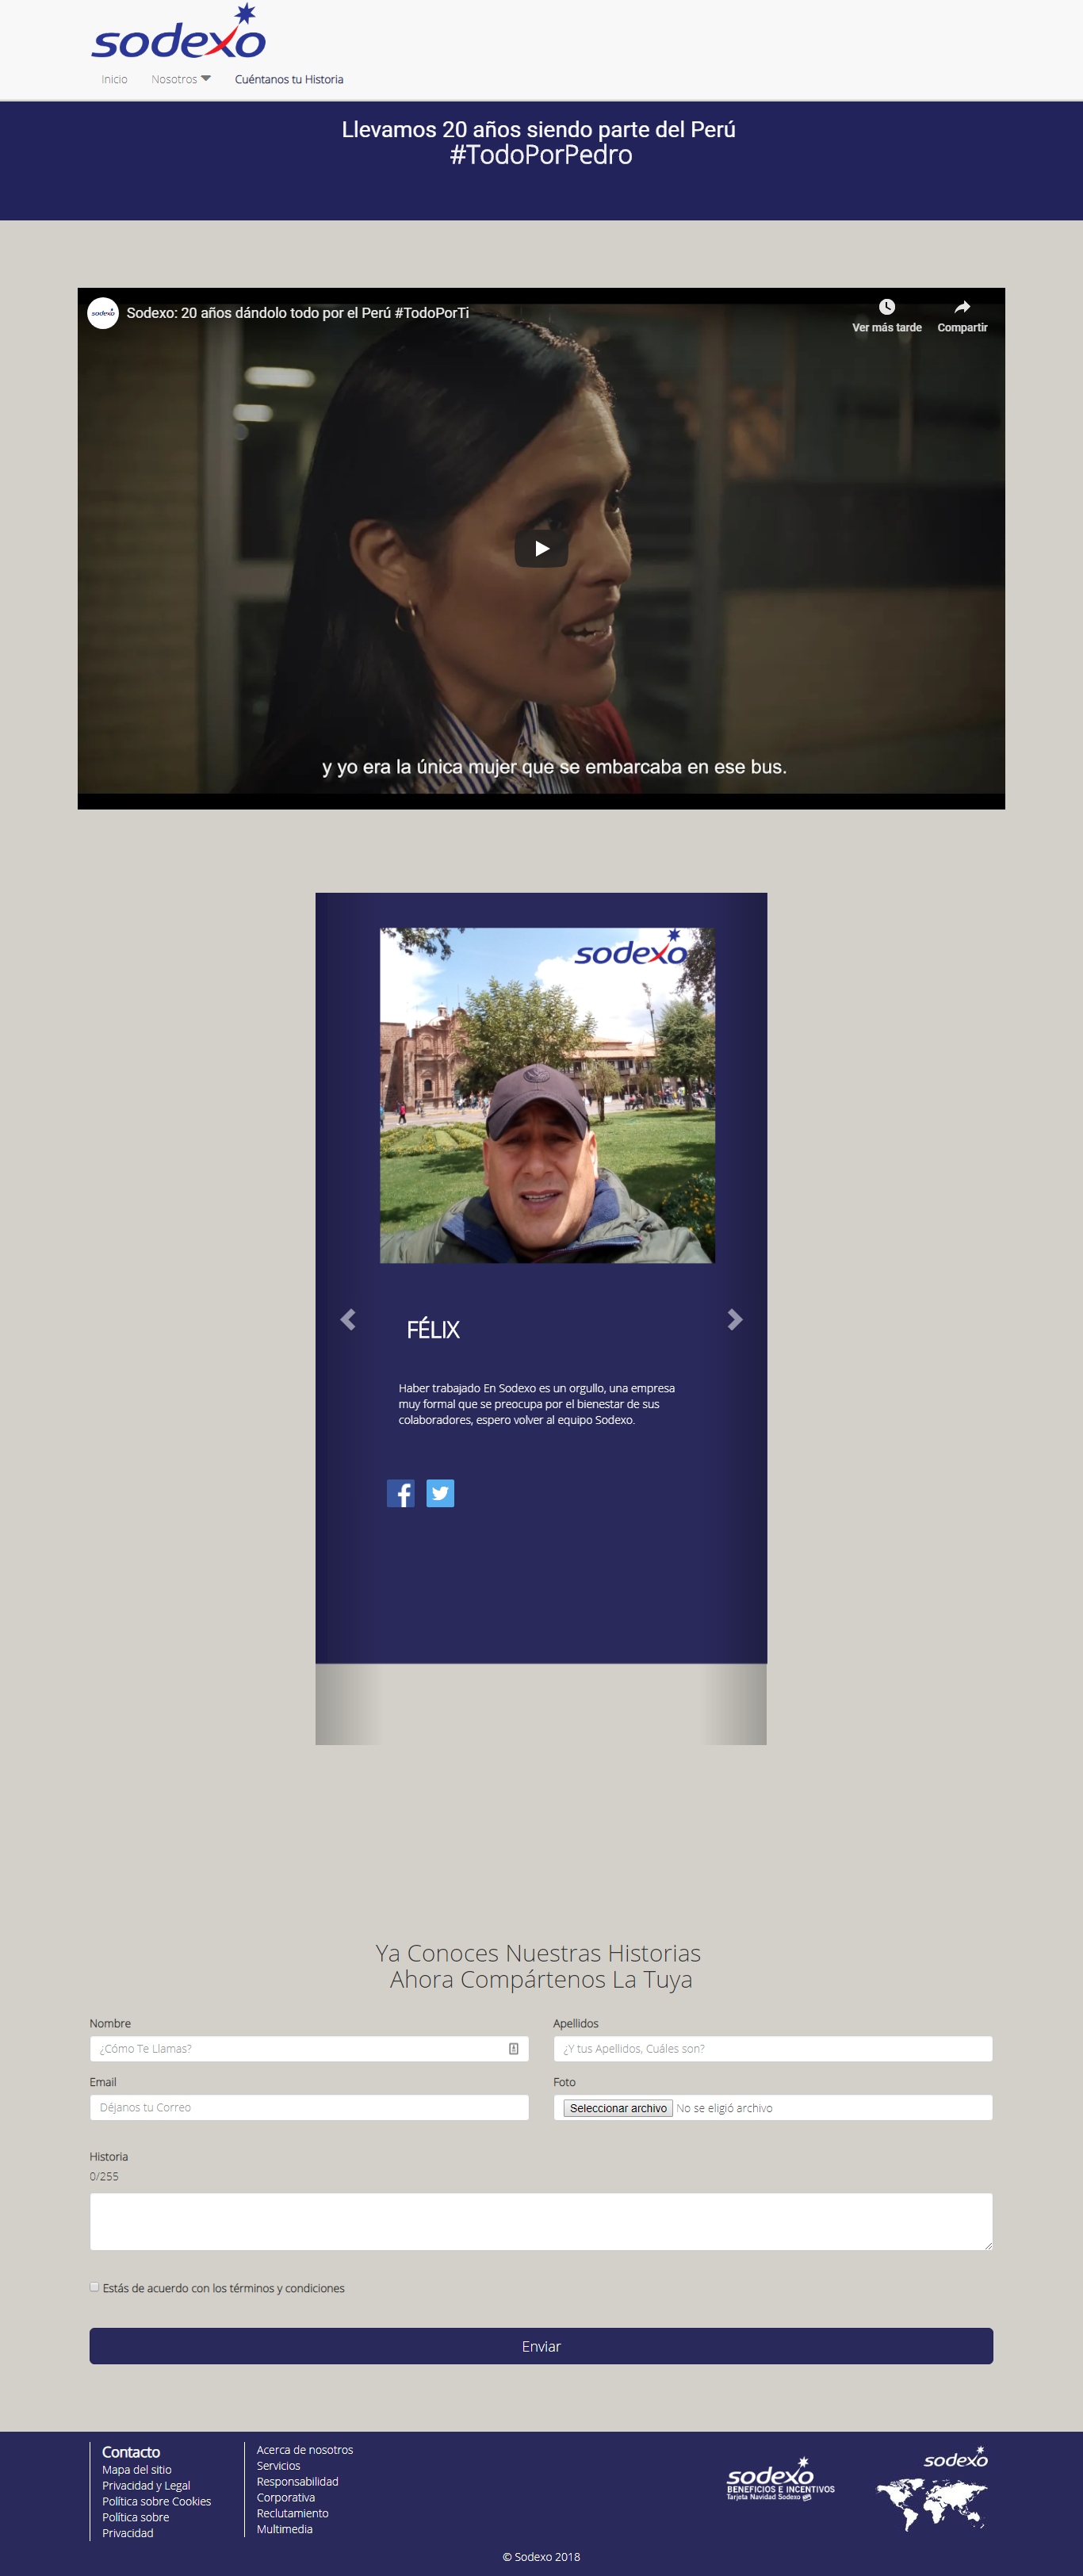 sodexo
Inicio
Nosotros
Cuéntanos tu Historia
Llevamos 20 años siendo parte del Perú
#TodoPorPedro
sodexo
Sodexo: 20 años dándolo todo por el Perú #TodoPorTi
Ver más tarde
Compartir
y yo era la única mujer que se embarcaba en ese bus.
sodexo
FÉLIX
Haber trabajado En Sodexo es un orgullo, una empresa
muy formal que se preocupa por el bienestar de sus
colaboradores, espero volver al equipo Sodexo.
Ya Conoces Nuestras Historias
Ahora Compártenos La Tuya
Nombre
¿Cómo Te Llamas?
Apellidos
¿Y tus Apellidos, Cuáles son?
Email
Déjanos tu Correo
Foto
Seleccionar archivo No se eligió archivo
Historia
0/255
Estás de acuerdo con los términos y condiciones
Enviar
Contacto
Mapa del sitio
Privacidad y Legal
Política sobre Cookies
Política sobre
Privacidad
Acerca de nosotros
Servicios
Responsabilidad
Corporativa
Reclutamiento
Multimedia
sodexo
BENEFICIOS E INCENTIVOS
Tarjeta Navidad Sodexo
sodexo
© Sodexo 2018